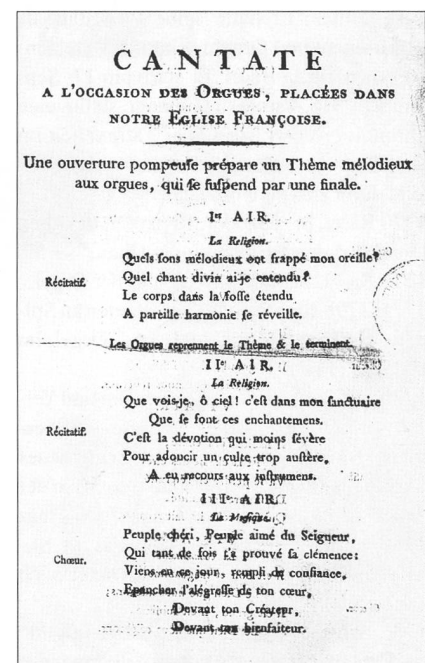 CANTATE
A L'OCCASION DES ORGUES, PLACÉES DANS
NOTRE EGLISE FRANÇOISE.
Une ouverture pompeuſe prépare un Thème mélodieux
aux orgues, qui ſe ſuſpend par une finale.
Ier AIR.
La Religion.
Quels ſons mélodieux ont frappé mon oreille?
Récitatif. Quel chant divin ai-je entendu?
Le corps dans la foſſe étendu
A pareille harmonie ſe réveille.
Les Orgues reprennent le Thème & le terminent.
IIe AIR.
La Religion.
Que vois-je, ô ciel! c'eſt dans mon ſanctuaire
Que ſe font ces enchantemens.
Récitatif. C'eſt la dévotion qui moins ſévère
Pour adoucir un culte trop auſtère,
A eu recours aux inſtrumens.
IIIe AIR.
La Muſique.
Peuple chéri, Peuple aimé du Seigneur,
Chœur. Qui tant de fois t'a prouvé ſa clémence:
Viens en ce jour, rempli de confiance,
Epancher l'alégreſſe de ton cœur,
Devant ton Créateur,
Devant ton bienfaiteur.